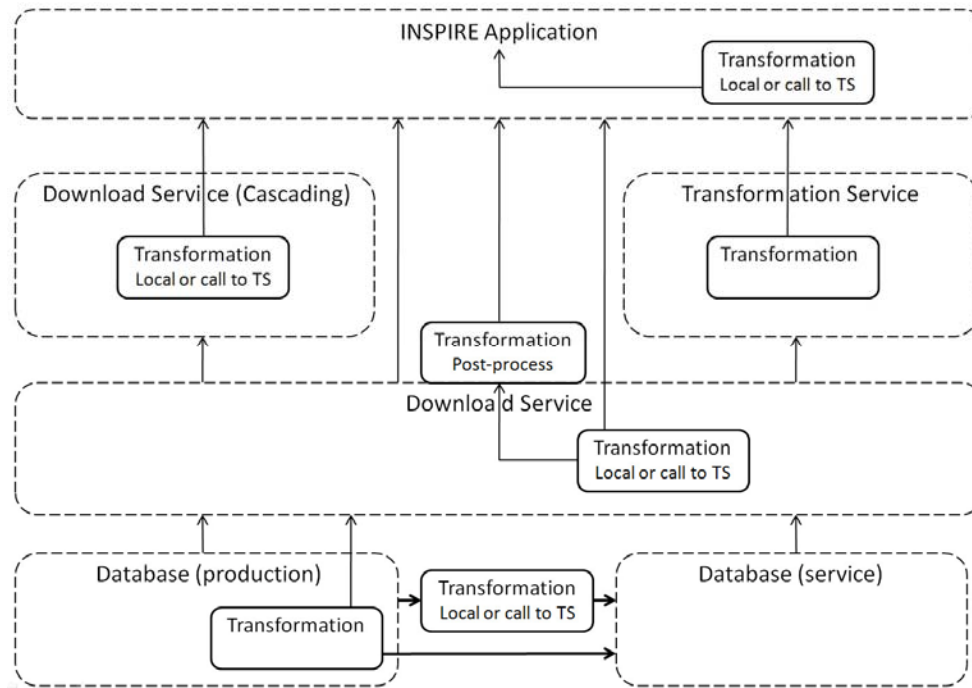 INSPIRE Application
Transformation
Local or call to TS
Download Service (Cascading)
Transformation
Local or call to TS
Transformation Service
Transformation
Transformation
Post-process
Download Service
Transformation
Local or call to TS
Database (production)
Transformation
Transformation
Local or call to TS
Database (service)